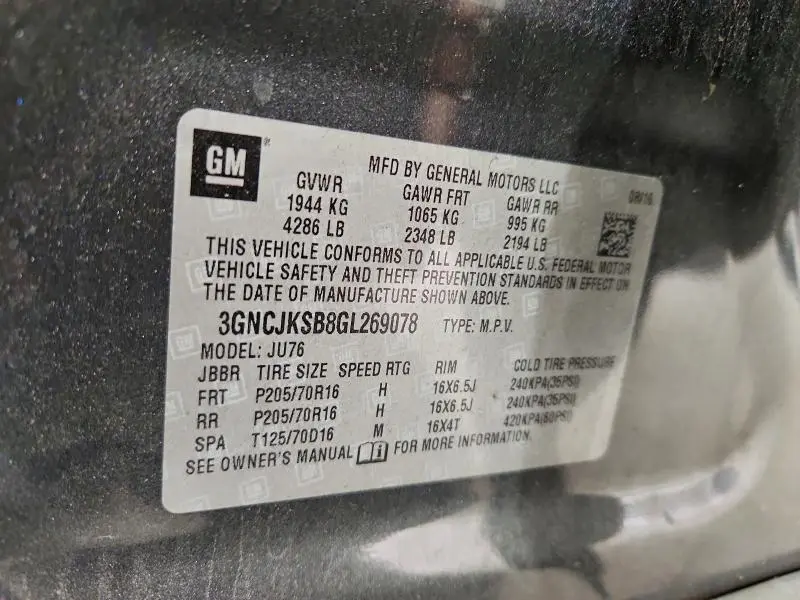 GM
MFD BY GENERAL MOTORS LLC
08/16
GVWR GAWR FRT GAWR RR
1944 KG 1065 KG 995 KG
4286 LB 2348 LB 2194 LB
THIS VEHICLE CONFORMS TO ALL APPLICABLE U.S. FEDERAL MOTOR
VEHICLE SAFETY AND THEFT PREVENTION STANDARDS IN EFFECT ON
THE DATE OF MANUFACTURE SHOWN ABOVE.
3GNCJKSB8GL269078 TYPE: M.P.V.
MODEL: JU76
JBBR TIRE SIZE SPEED RTG RIM COLD TIRE PRESSURE
FRT P205/70R16 H 16X6.5J 240KPA(35PSI)
RR P205/70R16 H 16X6.5J 240KPA(35PSI)
SPA T125/70D16 M 16X4T 420KPA(60PSI)
SEE OWNER'S MANUAL FOR MORE INFORMATION.